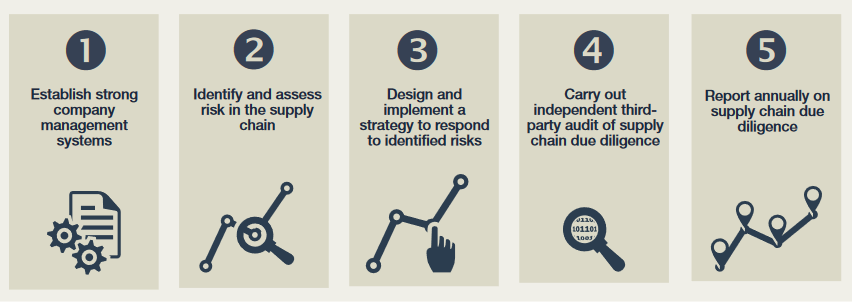 1
Establish strong
company
management
systems
2
Identify and assess
risk in the supply
chain
3
Design and
implement a
strategy to respond
to identified risks
4
Carry out
independent third-
party audit of supply
chain due diligence
101101
5
Report annually on
supply chain due
diligence